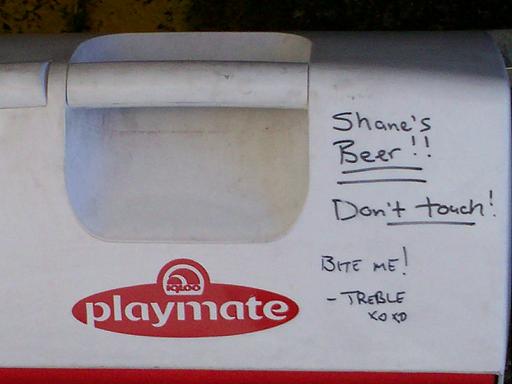 Shane's
Beer!!
Don't touch!
BITE ME!
- TREBLE
XOXO
IGLOO
playmate